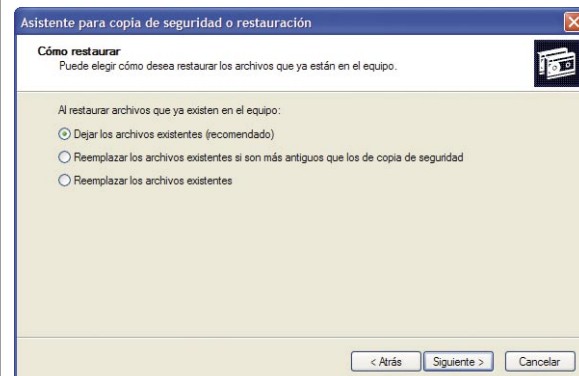 Asistente para copia de seguridad o restauración
Cómo restaurar
Puede elegir cómo desea restaurar los archivos que ya están en el equipo.
Al restaurar archivos que ya existen en el equipo:
Dejar los archivos existentes (recomendado)
Reemplazar los archivos existentes si son más antiguos que los de copia de seguridad
Reemplazar los archivos existentes
< Atrás Siguiente > Cancelar